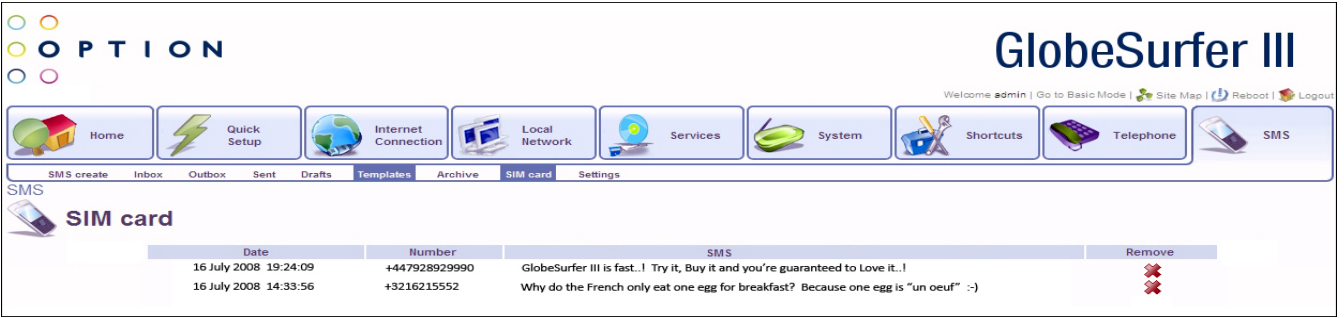 OPTION
GlobeSurfer III
Welcome admin | Go to Basic Mode | Site Map | Reboot | Logout
Home
Quick Setup
Internet Connection
Local Network
Services
System
Shortcuts
Telephone
SMS
SMS create Inbox Outbox Sent Drafts Templates Archive SIM card Settings
SMS
SIM card
Date Number SMS Remove
16 July 2008 19:24:09 +447928929990 GlobeSurfer III is fast..! Try it, Buy it and you're guaranteed to Love it..!
16 July 2008 14:33:56 +3216215552 Why do the French only eat one egg for breakfast? Because one egg is “un oeuf” :-)